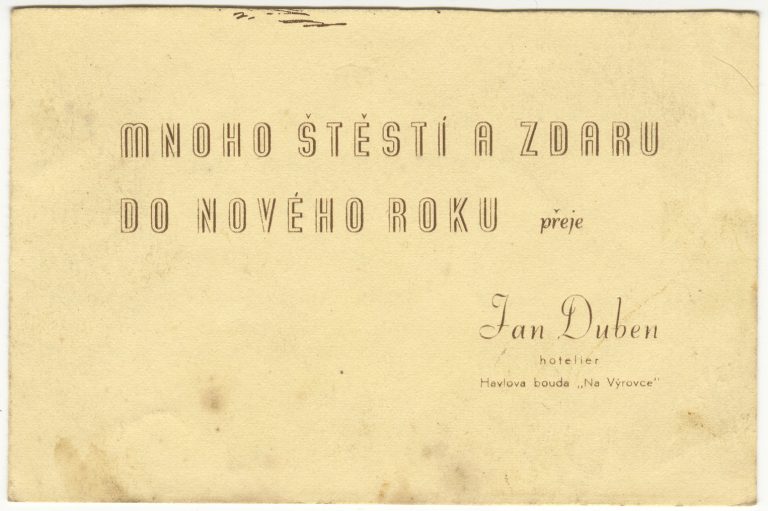 MNOHO ŠTĚSTÍ A ZDARU
DO NOVÉHO ROKU přeje
Jan Duben
hotelier
Havlova bouda „Na Výrovce"